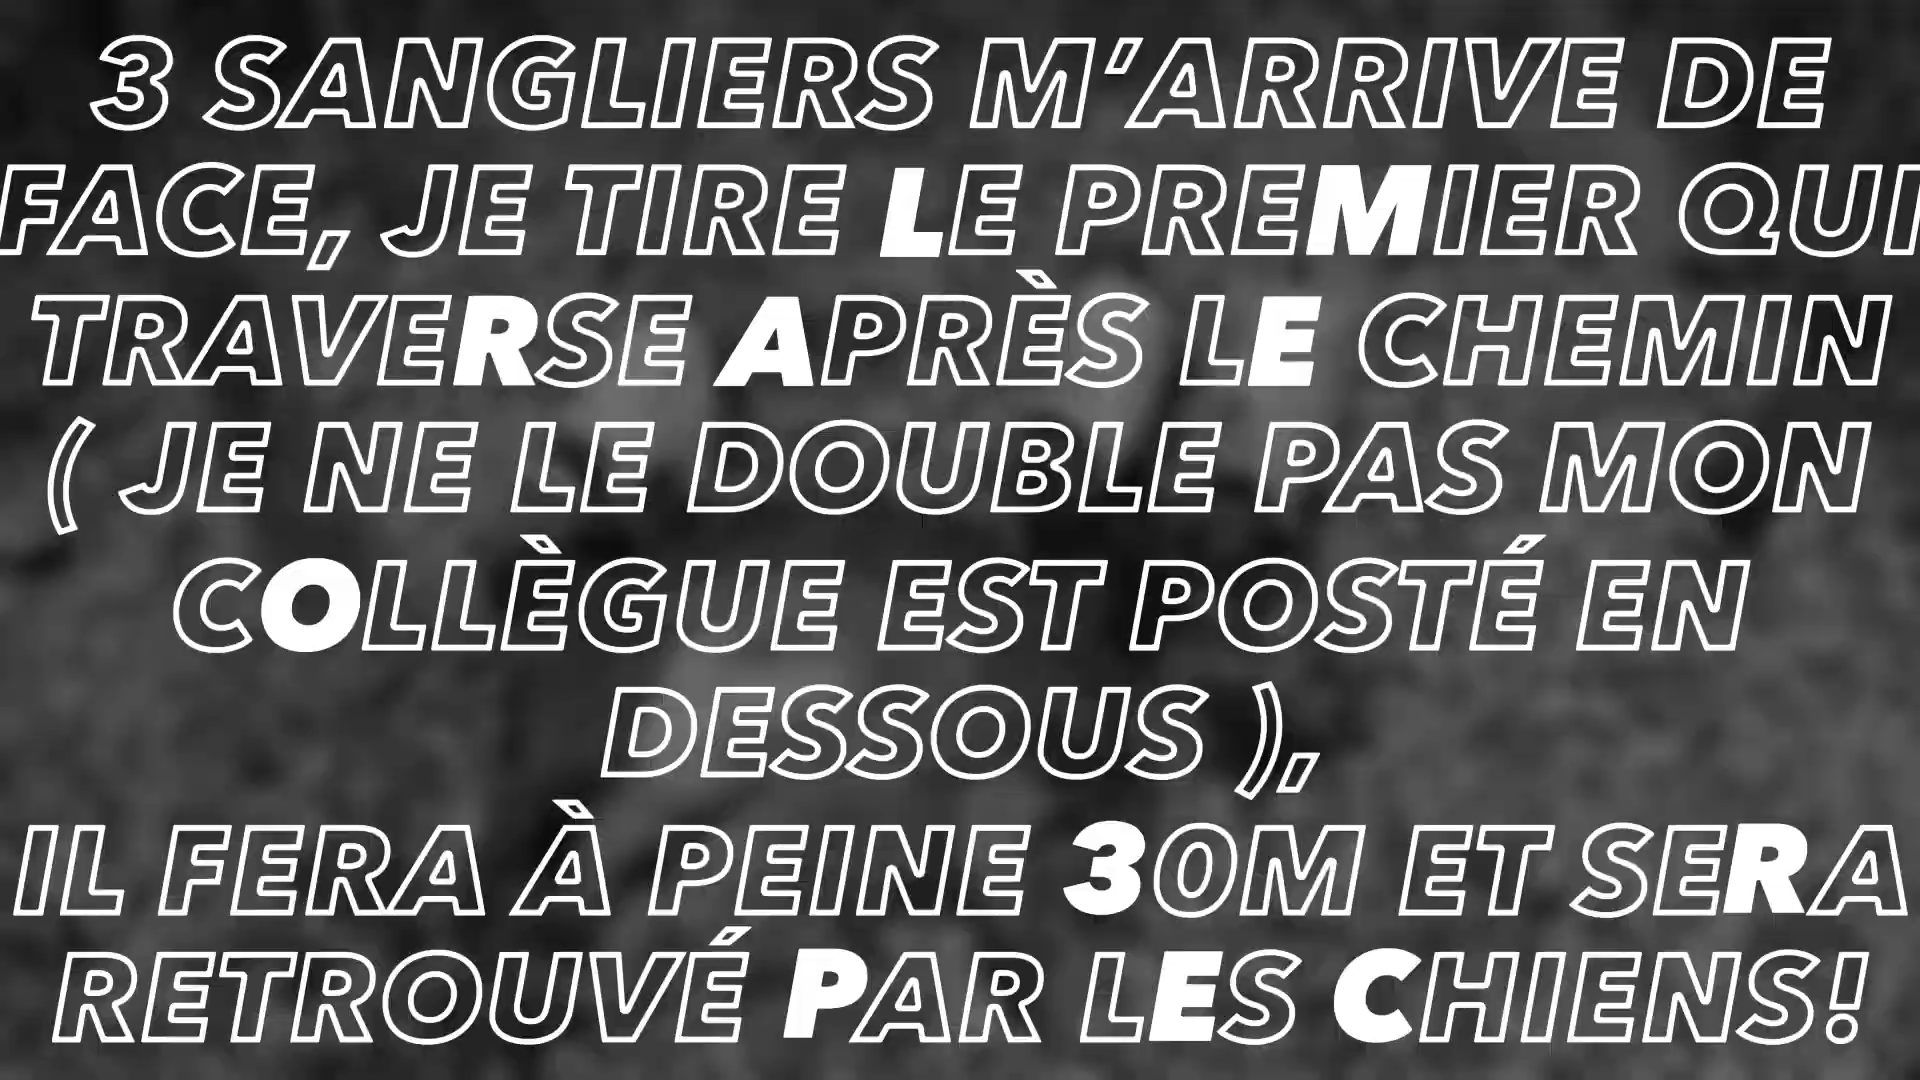 3 SANGLIERS M’ARRIVE DE
FACE, JE TIRE LE PREMIER QUI
TRAVERSE APRÈS LE CHEMIN
( JE NE LE DOUBLE PAS MON
COLLÈGUE EST POSTÉ EN
DESSOUS ),
IL FERA À PEINE 30M ET SERA
RETROUVÉ PAR LES CHIENS!